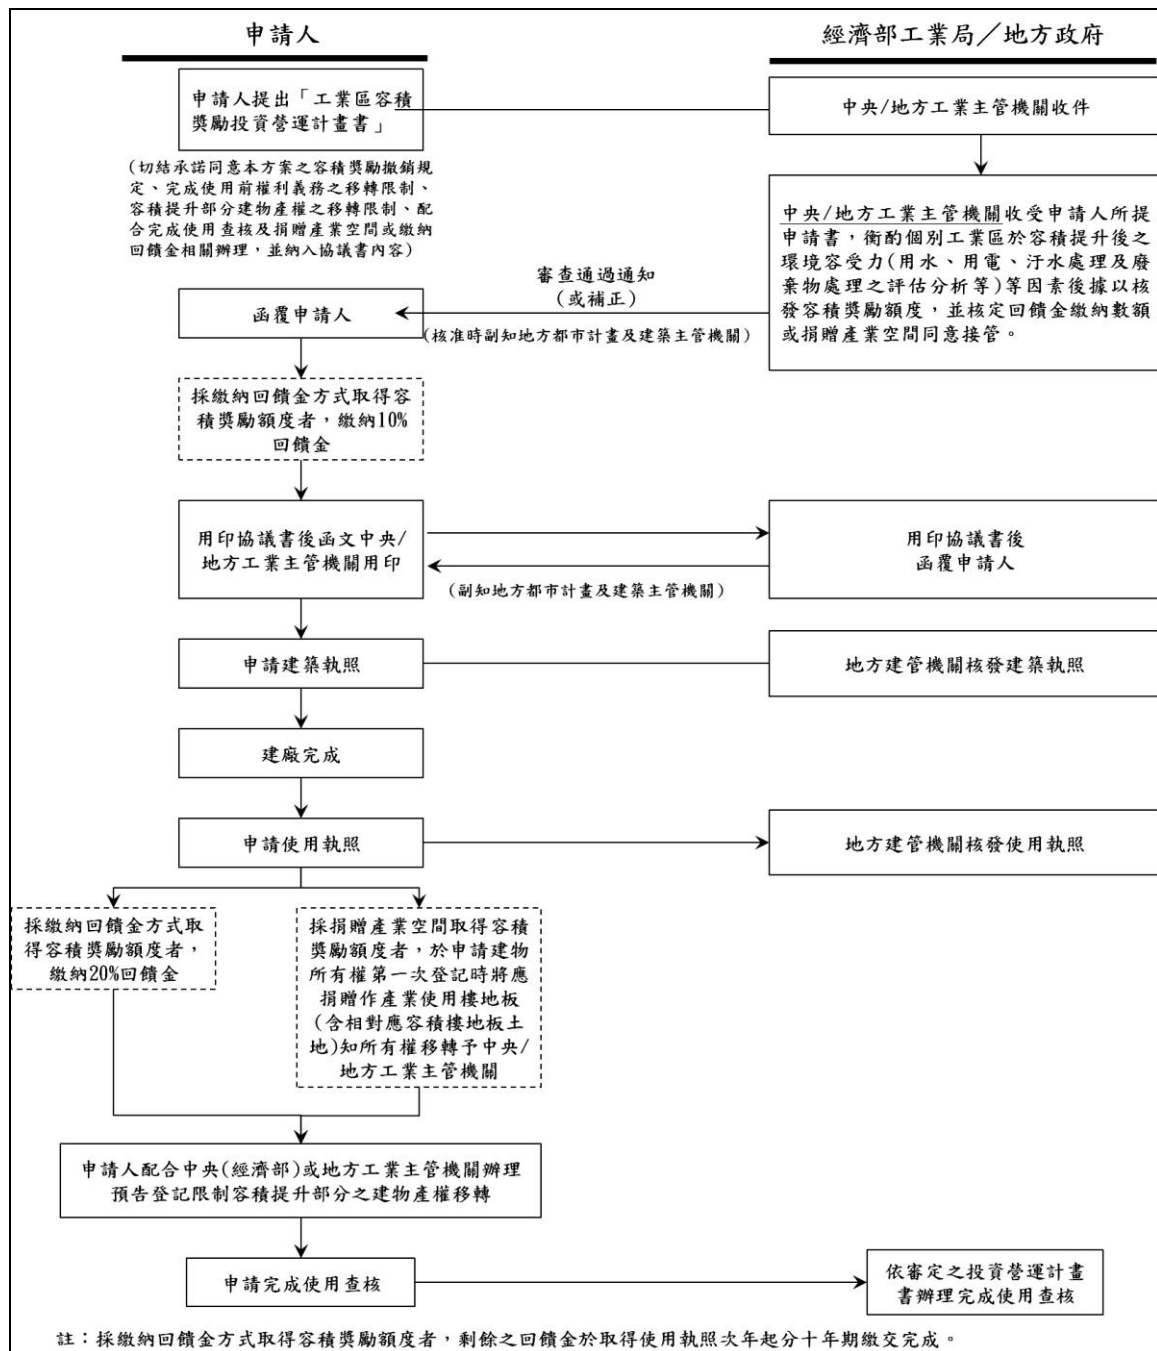 申請人
經濟部工業局／地方政府
申請人提出「工業區容積
獎勵投資營運計畫書」
中央/地方工業主管機關收件
(切結承諾同意本方案之容積獎勵撤銷規
定、完成使用前權利義務之移轉限制、
容積提升部分建物產權之移轉限制、配
合完成使用查核及捐贈產業空間或繳納
回饋金相關辦理，並納入協議書內容)
中央/地方工業主管機關收受申請人所提
申請書，衡酌個別工業區於容積提升後之
環境容受力(用水、用電、汙水處理及廢
棄物處理之評估分析等)等因素後據以核
發容積獎勵額度，並核定回饋金繳納數額
或捐贈產業空間同意接管。
審查通過通知
(或補正)
(核准時副知地方都市計畫及建築主管機關)
函覆申請人
採繳納回饋金方式取得容
積獎勵額度者，繳納10%
回饋金
用印協議書後函文中央/
地方工業主管機關用印
用印協議書後
函覆申請人
(副知地方都市計畫及建築主管機關)
申請建築執照
地方建管機關核發建築執照
建廠完成
申請使用執照
地方建管機關核發使用執照
採繳納回饋金方式取
得容積獎勵額度者，
繳納20%回饋金
採捐贈產業空間取得容積
獎勵額度者，於申請建物
所有權第一次登記時將應
捐贈作產業使用樓地板
(含相對應容積樓地板土
地)知所有權移轉予中央/
地方工業主管機關
申請人配合中央(經濟部)或地方工業主管機關辦理
預告登記限制容積提升部分之建物產權移轉
申請完成使用查核
依審定之投資營運計畫
書辦理完成使用查核
註：採繳納回饋金方式取得容積獎勵額度者，剩餘之回饋金於取得使用執照次年起分十年期繳交完成。